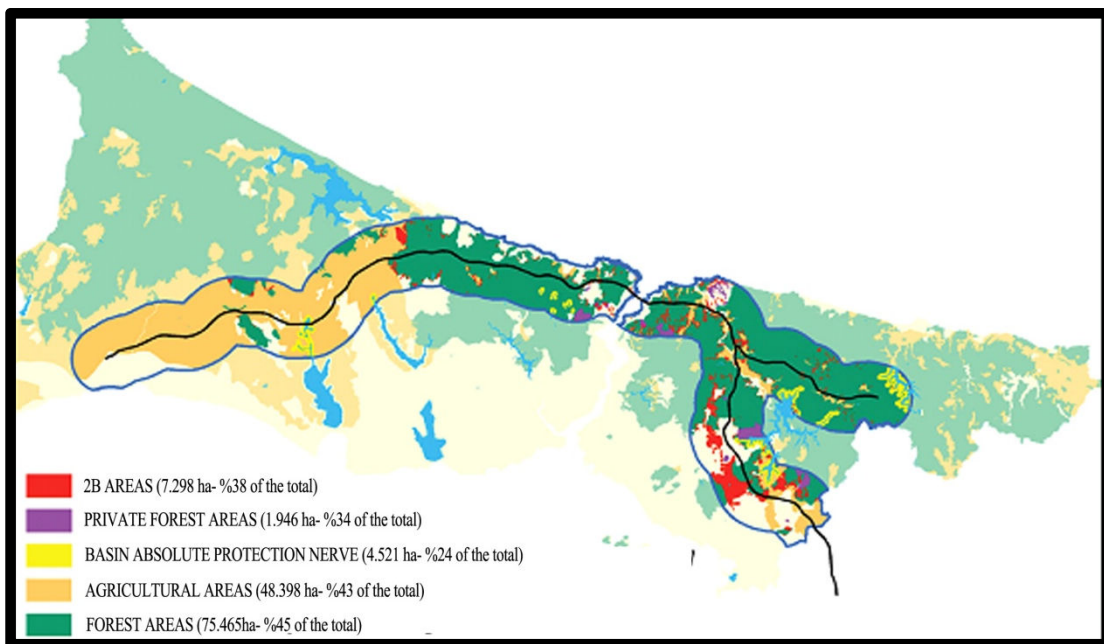 2B AREAS (7.298 ha- %38 of the total)
PRIVATE FOREST AREAS (1.946 ha- %34 of the total)
BASIN ABSOLUTE PROTECTION NERVE (4.521 ha- %24 of the total)
AGRICULTURAL AREAS (48.398 ha- %43 of the total)
FOREST AREAS (75.465ha- %45 of the total)